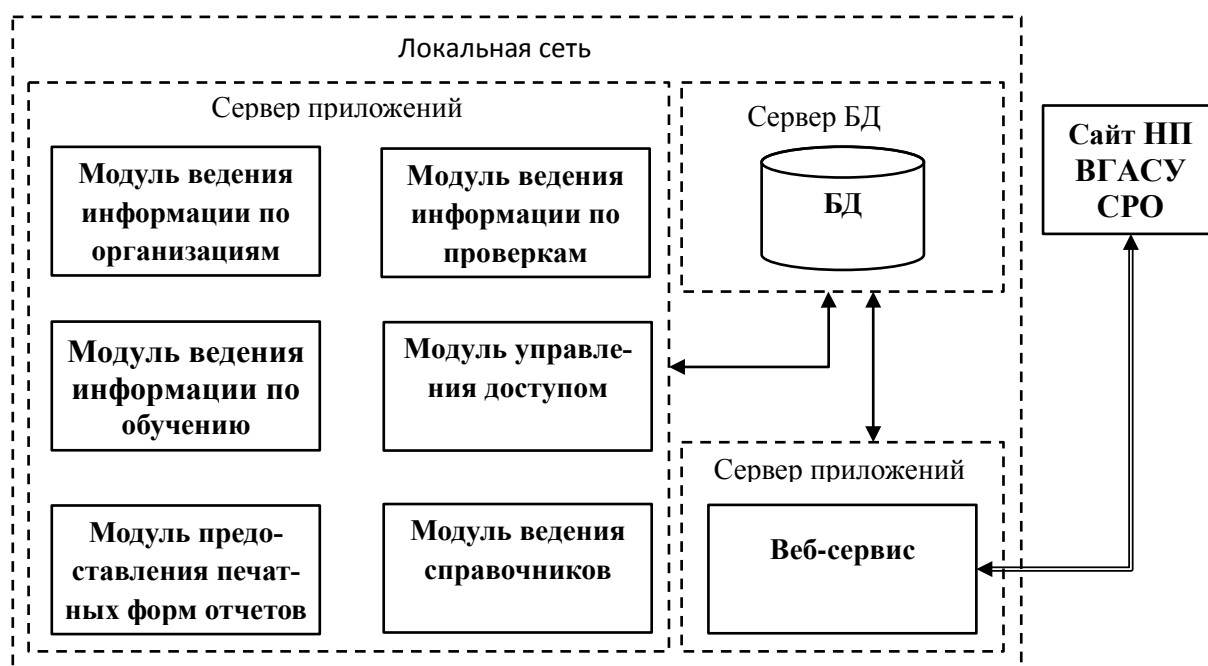 Локальная сеть
Сервер приложений
Модуль ведения
информации по
организациям
Модуль ведения
информации по
проверкам
Модуль ведения
информации по
обучению
Модуль управле-
ния доступом
Модуль предо-
ставления печат-
ных форм отчетов
Модуль ведения
справочников
Сервер БД
БД
Сервер приложений
Веб-сервис
Сайт НП
ВГАСУ
СРО